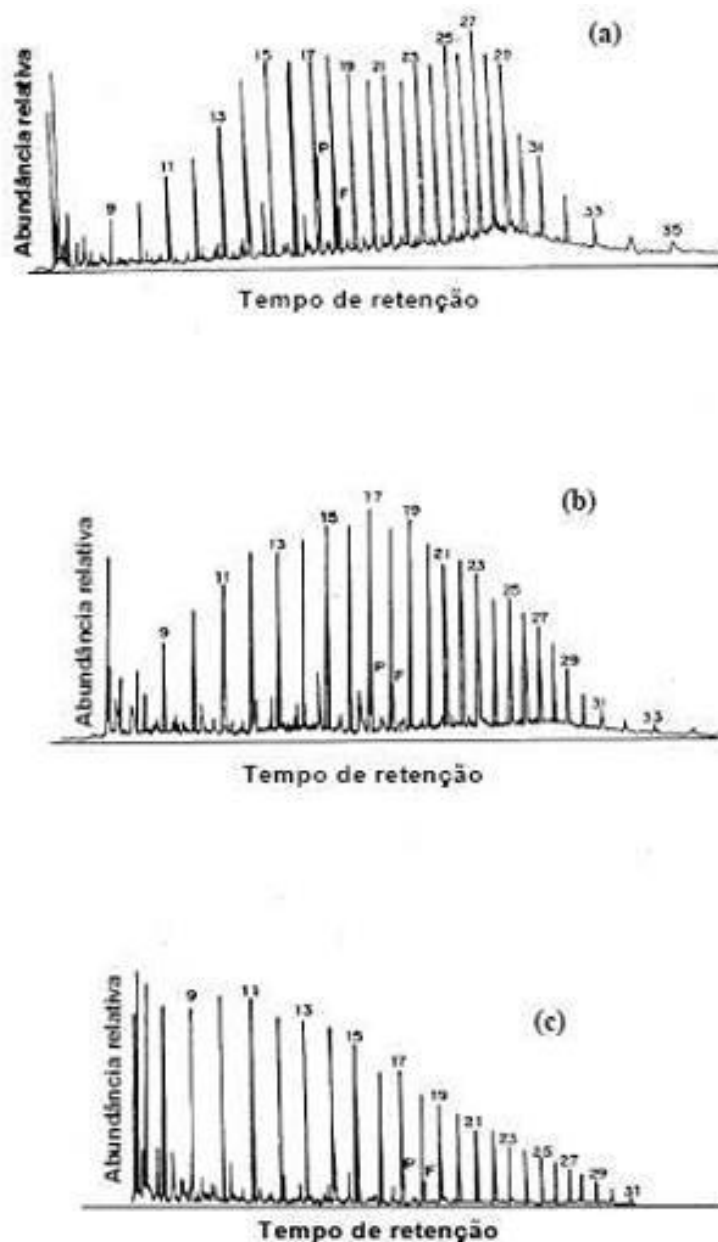 (a)
Abundância relativa
9 11 13 15 17 19 21 23 25 27 29 31 33 35
P
F
Tempo de retenção
(b)
Abundância relativa
9 11 13 15 17 19 21 23 25 27 29 31 33
P F
Tempo de retenção
(c)
Abundância relativa
9 11 13 15 17 19 21 23 25 27 29 31
P F
Tempo de retenção